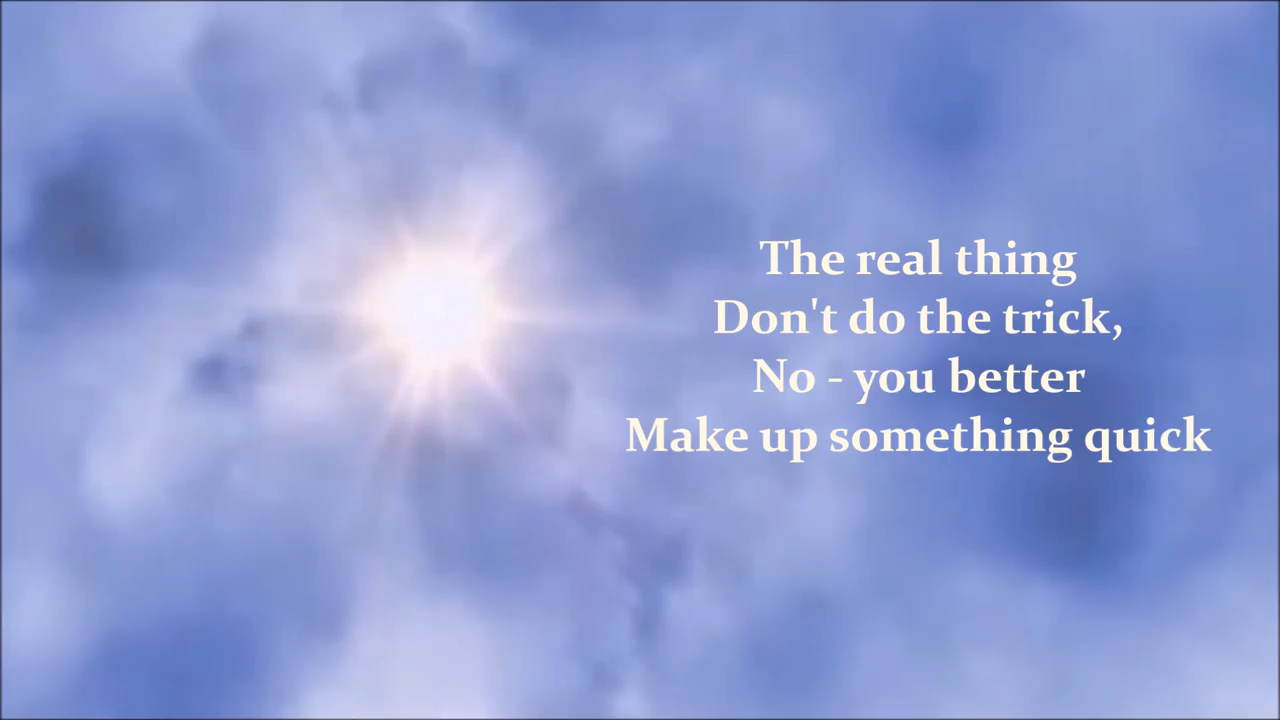 The real thing
Don't do the trick,
No - you better
Make up something quick